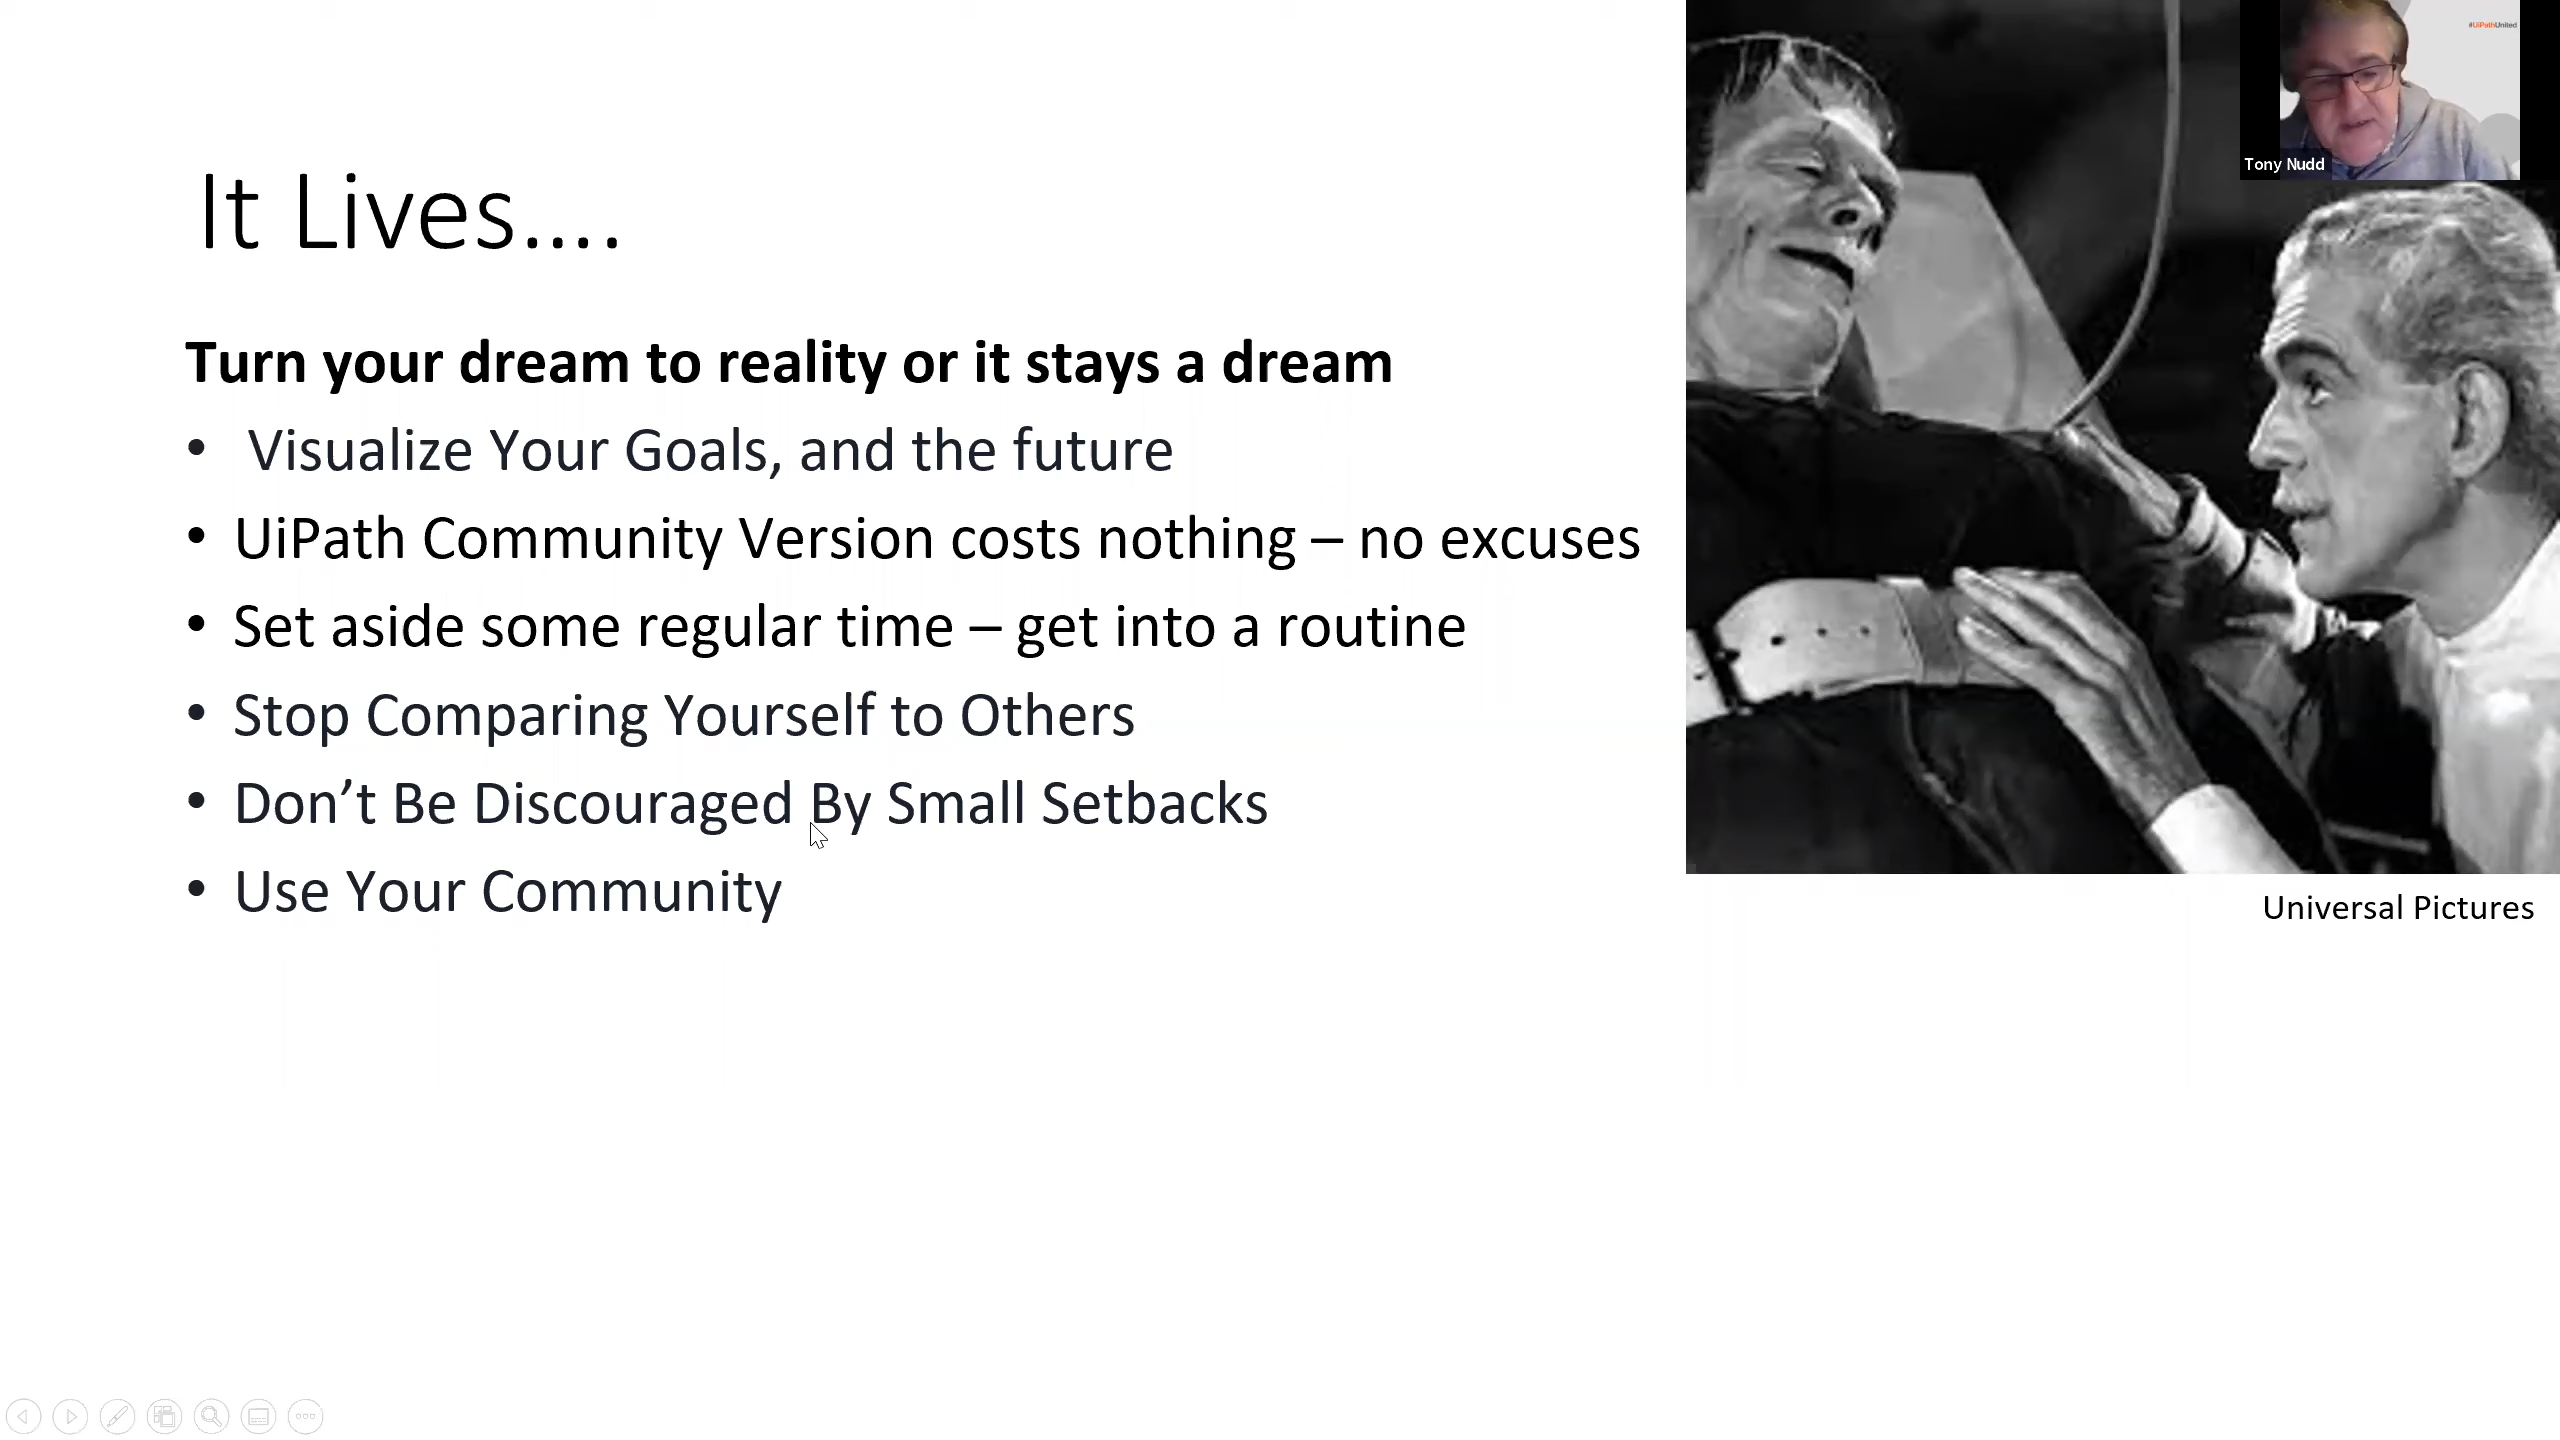 #UiPathUnited
Tony Nudd
It Lives....
Turn your dream to reality or it stays a dream
• Visualize Your Goals, and the future
• UiPath Community Version costs nothing – no excuses
• Set aside some regular time – get into a routine
• Stop Comparing Yourself to Others
• Don’t Be Discouraged By Small Setbacks
• Use Your Community
Universal Pictures